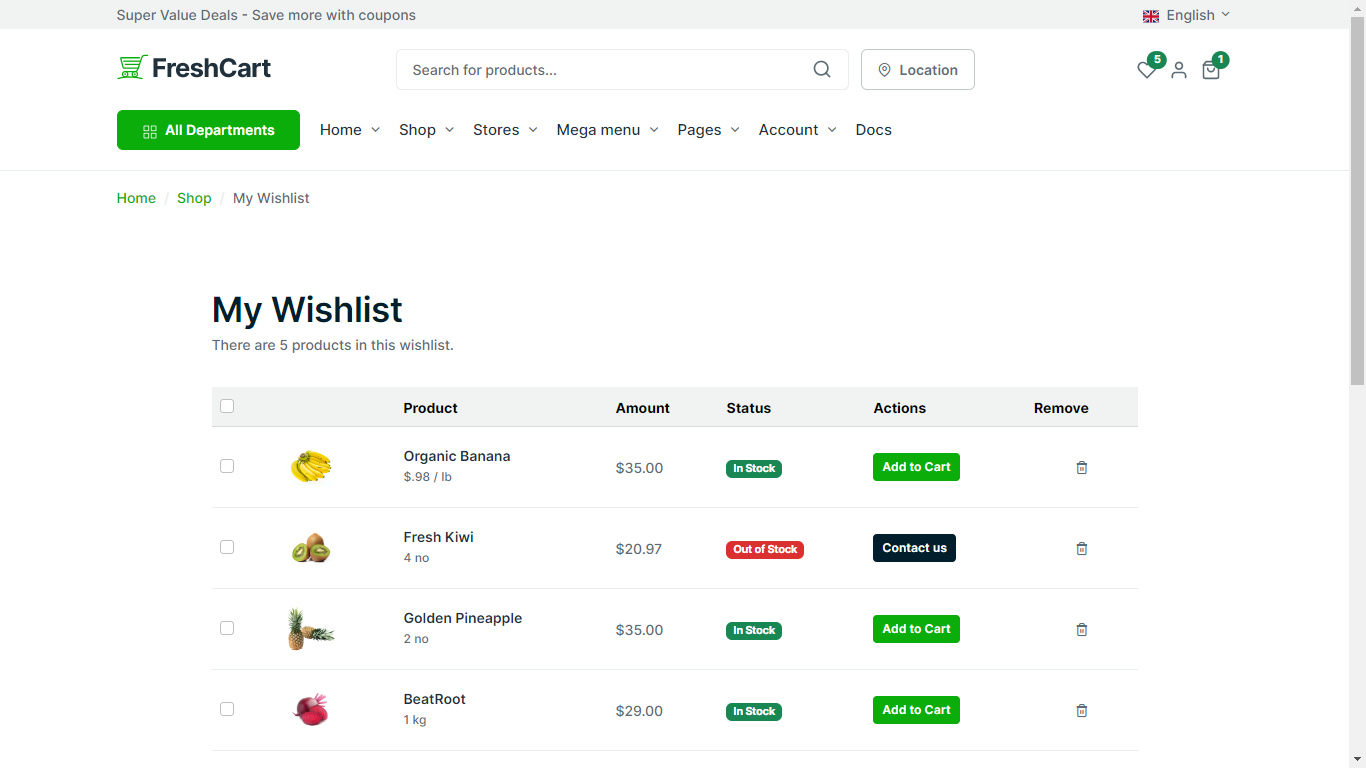 Super Value Deals - Save more with coupons
English
FreshCart
Search for products...
Location
5
1
All Departments
Home
Shop
Stores
Mega menu
Pages
Account
Docs
Home / Shop / My Wishlist
My Wishlist
There are 5 products in this wishlist.
Product Amount Status Actions Remove
Organic Banana
$.98 / lb
$35.00
In Stock
Add to Cart
Fresh Kiwi
4 no
$20.97
Out of Stock
Contact us
Golden Pineapple
2 no
$35.00
In Stock
Add to Cart
BeatRoot
1 kg
$29.00
In Stock
Add to Cart